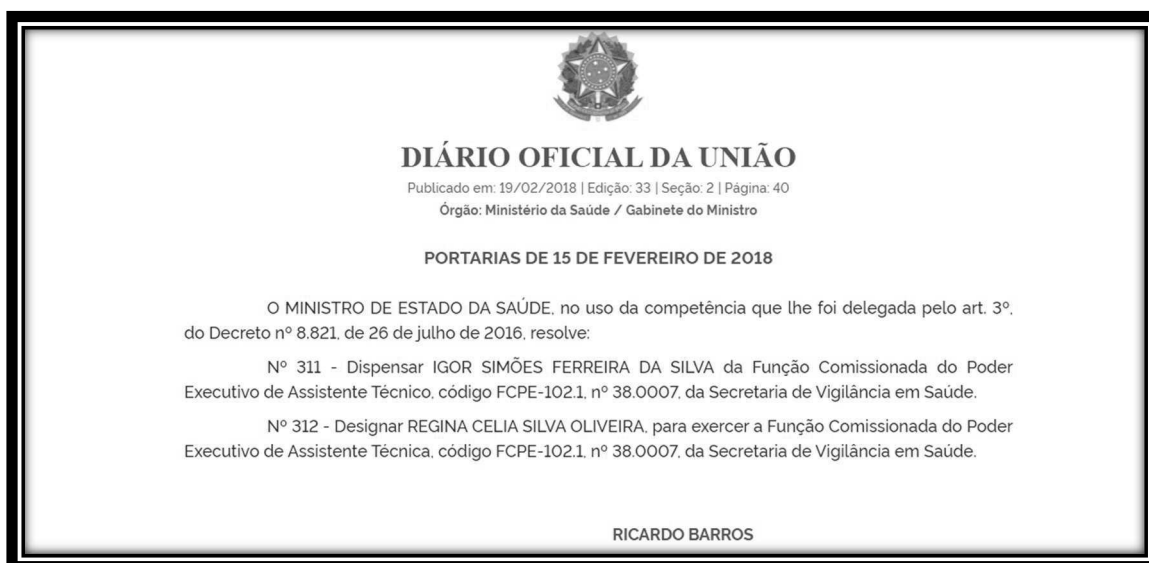 DIÁRIO OFICIAL DA UNIÃO
Publicado em: 19/02/2018 | Edição: 33 | Seção: 2 | Página: 40
Órgão: Ministério da Saúde / Gabinete do Ministro
PORTARIAS DE 15 DE FEVEREIRO DE 2018
O MINISTRO DE ESTADO DA SAÚDE, no uso da competência que lhe foi delegada pelo art. 3º,
do Decreto nº 8.821, de 26 de julho de 2016, resolve:
Nº 311 - Dispensar IGOR SIMÕES FERREIRA DA SILVA da Função Comissionada do Poder
Executivo de Assistente Técnico, código FCPE-102.1, nº 38.0007, da Secretaria de Vigilância em Saúde.
Nº 312 - Designar REGINA CELIA SILVA OLIVEIRA, para exercer a Função Comissionada do Poder
Executivo de Assistente Técnica, código FCPE-102.1, nº 38.0007, da Secretaria de Vigilância em Saúde.
RICARDO BARROS